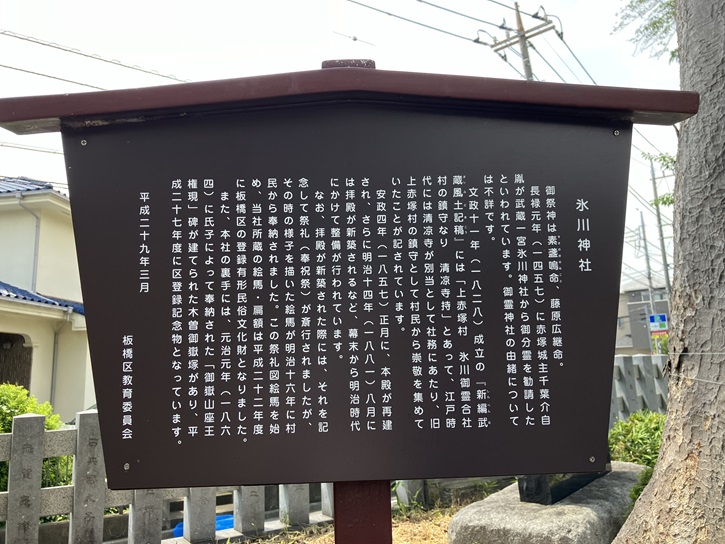 氷川神社
御祭神は素盞嗚命、藤原広継命。
長禄元年（一四五七）に赤塚城主千葉介自
胤が武蔵一宮氷川神社から御分霊を勧請した
といわれています。御霊神社の由緒について
は不詳です。
文政十一年（一八二八）成立の『新編武
蔵風土記稿』には「上赤塚村　氷川御霊合社
村の鎮守なり　清涼寺持」とあって、江戸時
代には清凉寺が別当として社務にあたり、旧
上赤塚村の鎮守として村民から崇敬を集めて
いたことが記されています。
安政四年（一八五七）正月に、本殿が再建
され、さらに明治十四年（一八八一）八月に
は拝殿が新築されるなど、幕末から明治時代
にかけて整備が行われています。
なお、拝殿が新築された際には、それを記
念して祭礼（奉祝祭）が斎行されましたが、
その時の様子を描いた絵馬が明治十六年に村
民から奉納されました。この祭礼図絵馬を始
め、当社所蔵の絵馬・扁額は平成二十二年度
に板橋区の登録有形民俗文化財となりました。
また、本社の裏手には、元治元年（一八六
四）に氏子によって奉納された「御嶽山座王
権現」碑が建てられた木曽御嶽塚があり、平
成二十七年度に区登録記念物となっています。
平成二十九年三月
板橋区教育委員会